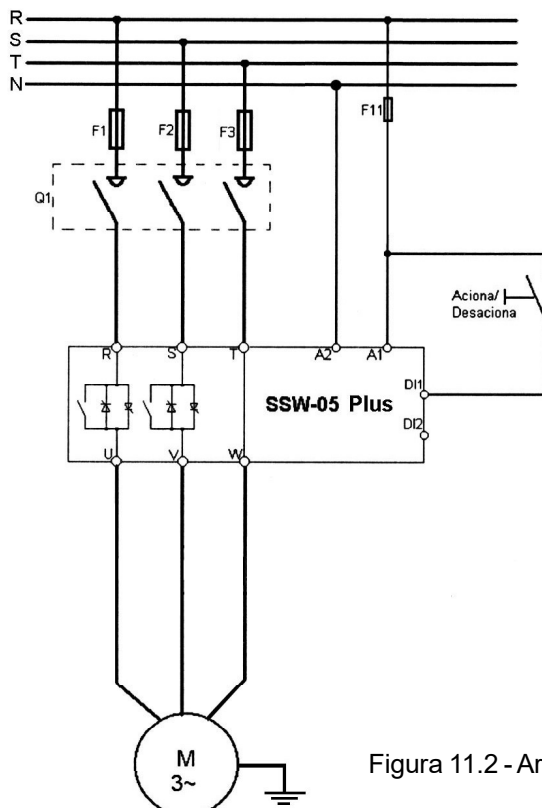 R
S
T
N
F1
F2
F3
F11
Q1
Aciona/
Desaciona
R
S
T
A2
A1
SSW-05 Plus
DI1
DI2
U
V
W
M
3~
Figura 11.2 - Ar